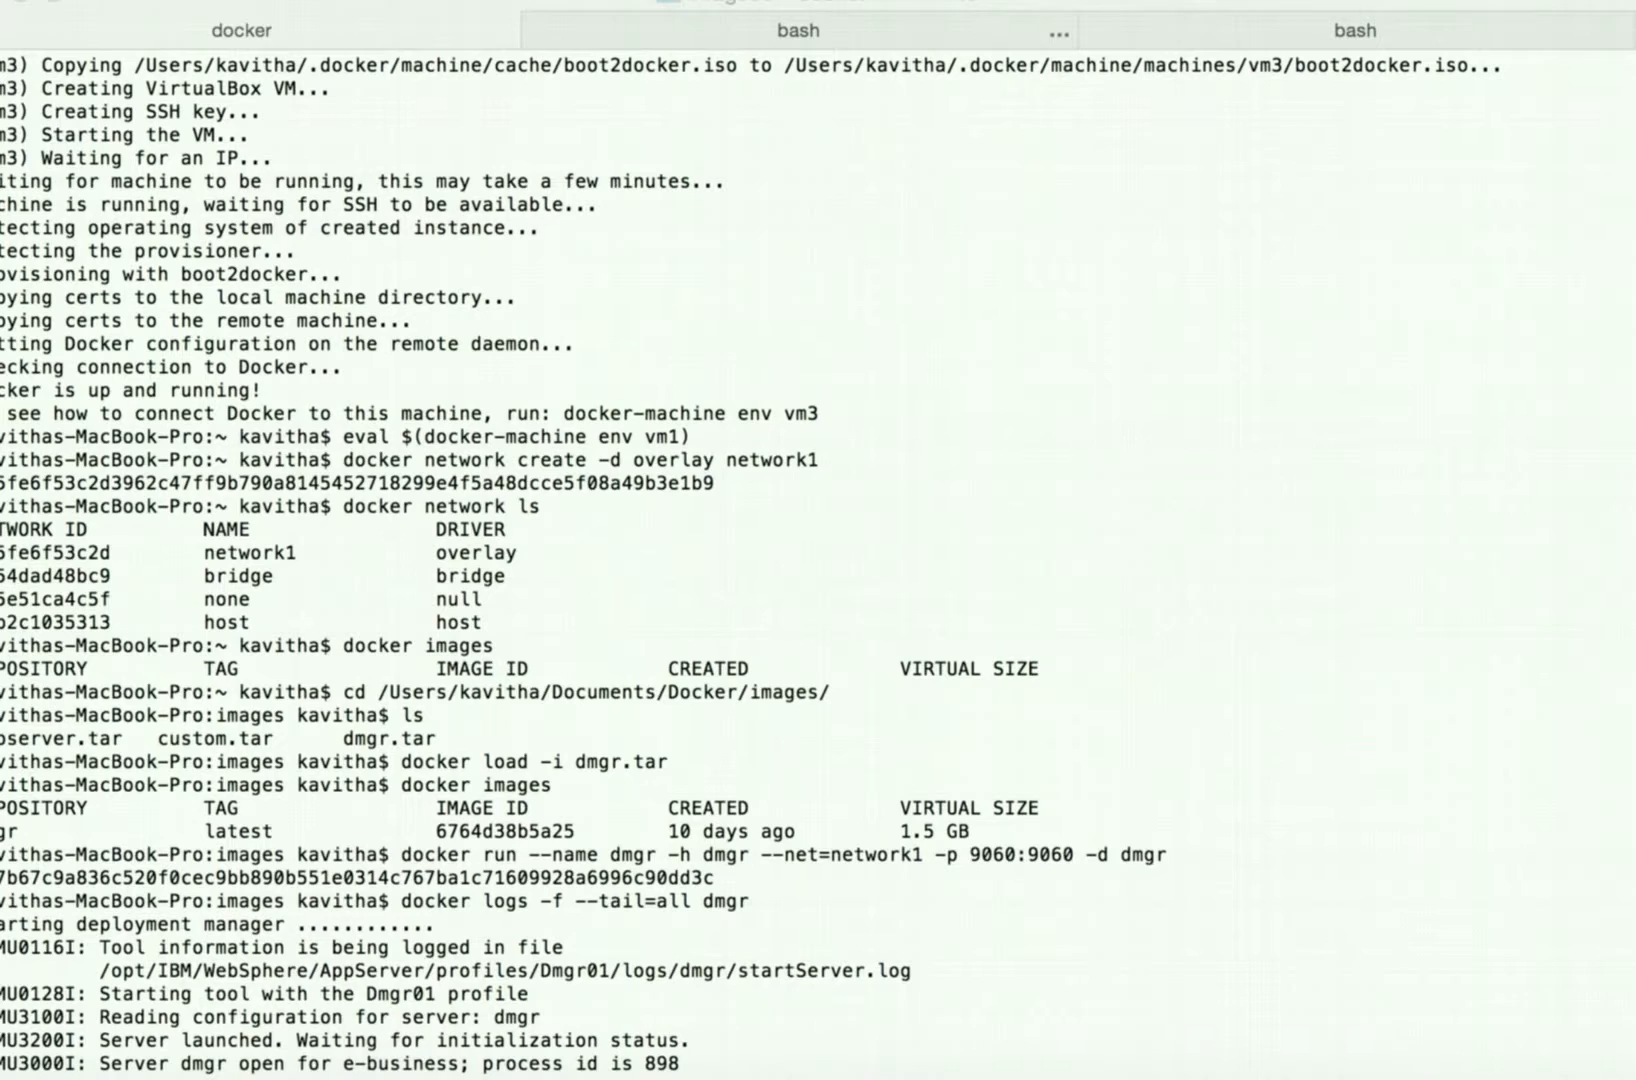 docker
bash
...
bash
m3) Copying /Users/kavitha/.docker/machine/cache/boot2docker.iso to /Users/kavitha/.docker/machine/machines/vm3/boot2docker.iso...
m3) Creating VirtualBox VM...
m3) Creating SSH key...
m3) Starting the VM...
m3) Waiting for an IP...
iting for machine to be running, this may take a few minutes...
chine is running, waiting for SSH to be available...
tecting operating system of created instance...
tecting the provisioner...
ovisioning with boot2docker...
pying certs to the local machine directory...
pying certs to the remote machine...
tting Docker configuration on the remote daemon...
ecking connection to Docker...
cker is up and running!
see how to connect Docker to this machine, run: docker-machine env vm3
vithas-MacBook-Pro:~ kavitha$ eval $(docker-machine env vm1)
vithas-MacBook-Pro:~ kavitha$ docker network create -d overlay network1
5fe6f53c2d3962c47ff9b790a8145452718299e4f5a48dcce5f08a49b3e1b9
vithas-MacBook-Pro:~ kavitha$ docker network ls
TWORK ID NAME DRIVER
5fe6f53c2d network1 overlay
54dad48bc9 bridge bridge
5e51ca4c5f none null
b2c1035313 host host
vithas-MacBook-Pro:~ kavitha$ docker images
POSITORY TAG IMAGE ID CREATED VIRTUAL SIZE
vithas-MacBook-Pro:~ kavitha$ cd /Users/kavitha/Documents/Docker/images/
vithas-MacBook-Pro:images kavitha$ ls
pserver.tar custom.tar dmgr.tar
vithas-MacBook-Pro:images kavitha$ docker load -i dmgr.tar
vithas-MacBook-Pro:images kavitha$ docker images
POSITORY TAG IMAGE ID CREATED VIRTUAL SIZE
gr latest 6764d38b5a25 10 days ago 1.5 GB
vithas-MacBook-Pro:images kavitha$ docker run --name dmgr -h dmgr --net=network1 -p 9060:9060 -d dmgr
7b67c9a836c520f0cec9bb890b551e0314c767ba1c71609928a6996c90dd3c
vithas-MacBook-Pro:images kavitha$ docker logs -f --tail=all dmgr
arting deployment manager ............
MU0116I: Tool information is being logged in file
/opt/IBM/WebSphere/AppServer/profiles/Dmgr01/logs/dmgr/startServer.log
MU0128I: Starting tool with the Dmgr01 profile
MU3100I: Reading configuration for server: dmgr
MU3200I: Server launched. Waiting for initialization status.
MU3000I: Server dmgr open for e-business; process id is 898